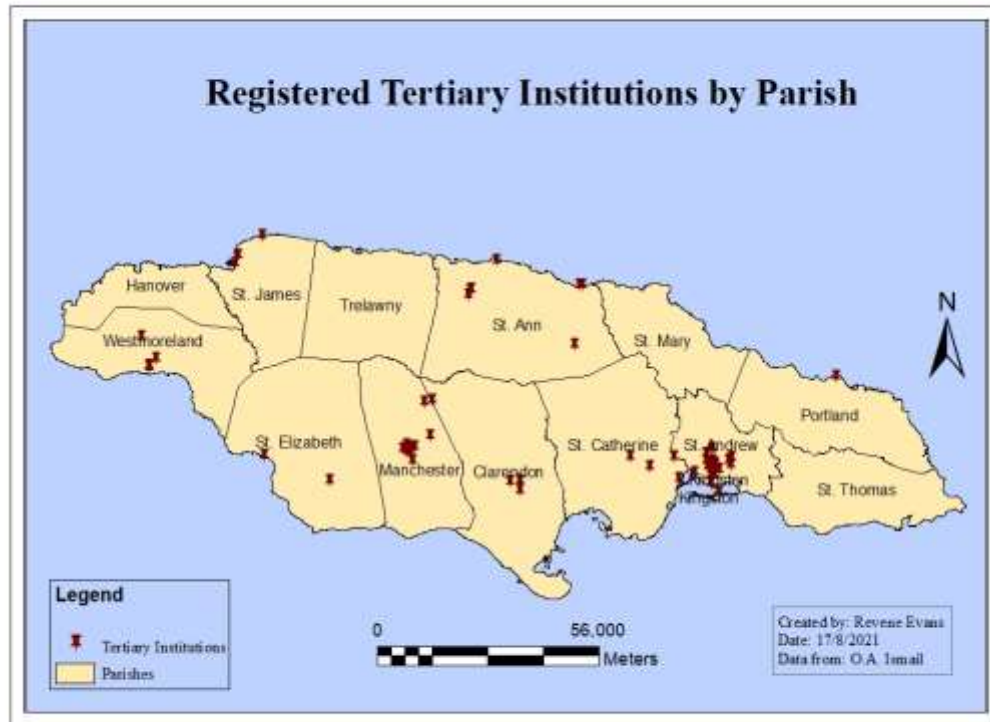 Registered Tertiary Institutions by Parish
N
Hanover
St. James
Trelawny
St. Ann
St. Mary
Westmoreland
Portland
St. Elizabeth
Manchester
Clarendon
St. Catherine
St. Andrew
Kingston
Kingston
St. Thomas
Legend
Tertiary Institutions
Parishes
0 56,000
Meters
Created by: Revene Evans
Date: 17/8/2021
Data from: O.A. Ismail